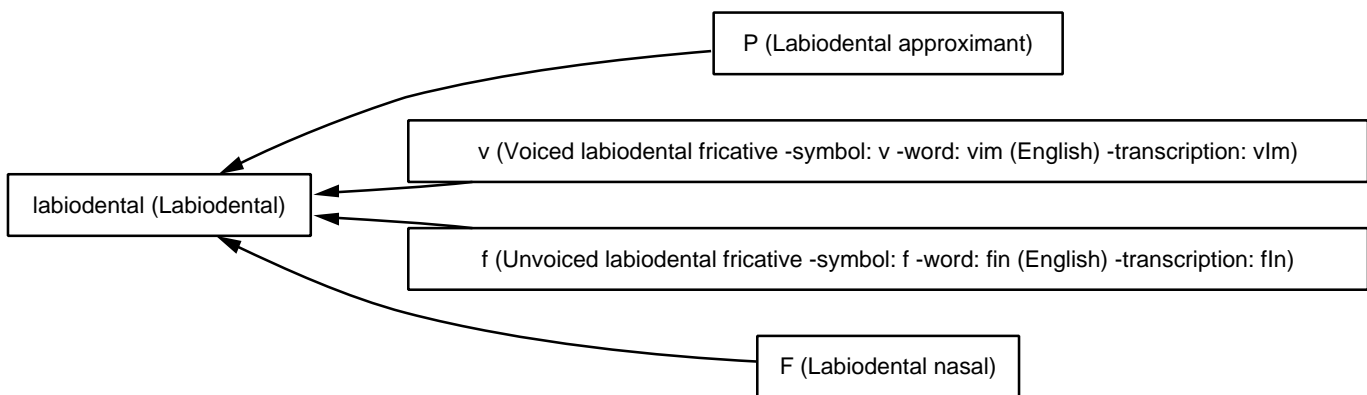 P (Labiodental approximant)
v (Voiced labiodental fricative -symbol: v -word: vim (English) -transcription: vIm)
labiodental (Labiodental)
f (Unvoiced labiodental fricative -symbol: f -word: fin (English) -transcription: fIn)
F (Labiodental nasal)